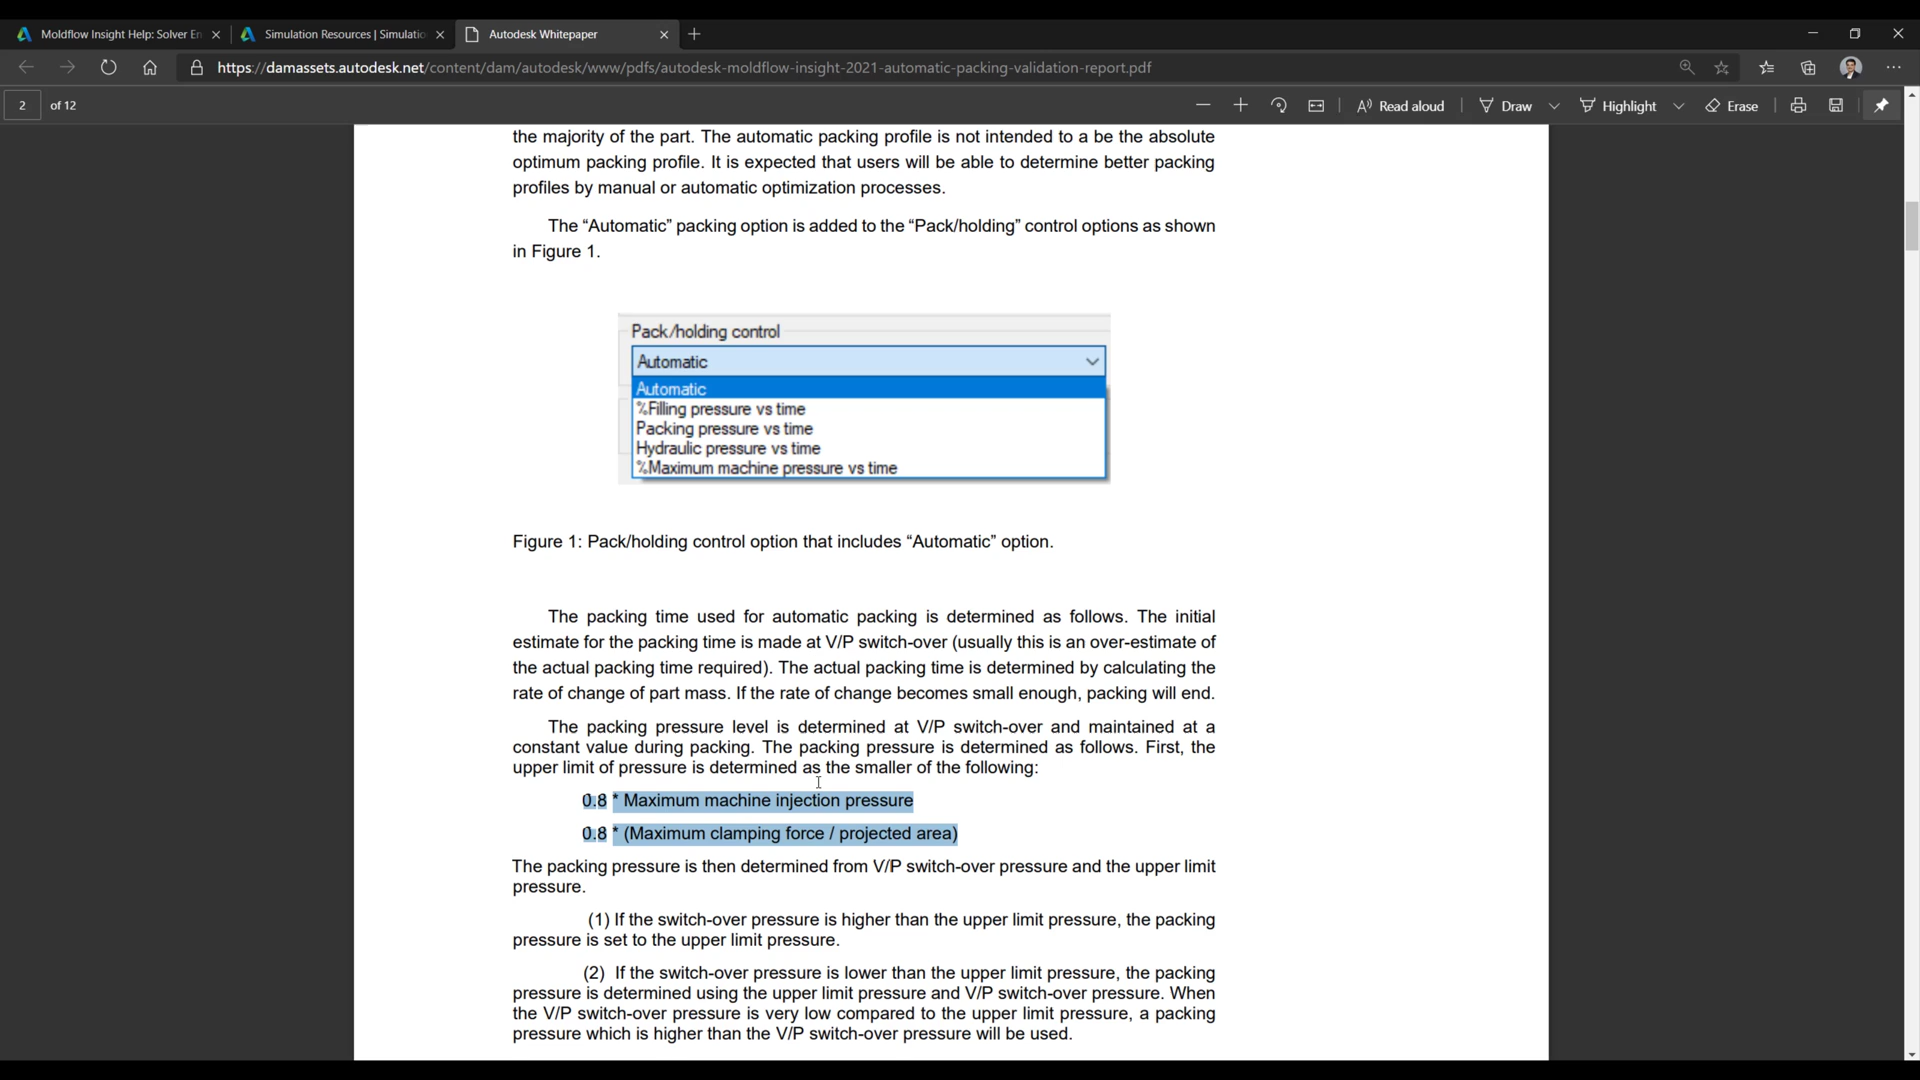 Moldflow Insight Help: Solver En
Simulation Resources | Simulatio
Autodesk Whitepaper
https://damassets.autodesk.net/content/dam/autodesk/www/pdfs/autodesk-moldflow-insight-2021-automatic-packing-validation-report.pdf
2 of 12
Read aloud
Draw
Highlight
Erase
the majority of the part. The automatic packing profile is not intended to a be the absolute
optimum packing profile. It is expected that users will be able to determine better packing
profiles by manual or automatic optimization processes.
The “Automatic” packing option is added to the “Pack/holding” control options as shown
in Figure 1.
Pack/holding control
Automatic
Automatic
%Filling pressure vs time
Packing pressure vs time
Hydraulic pressure vs time
%Maximum machine pressure vs time
Figure 1: Pack/holding control option that includes “Automatic” option.
The packing time used for automatic packing is determined as follows. The initial
estimate for the packing time is made at V/P switch-over (usually this is an over-estimate of
the actual packing time required). The actual packing time is determined by calculating the
rate of change of part mass. If the rate of change becomes small enough, packing will end.
The packing pressure level is determined at V/P switch-over and maintained at a
constant value during packing. The packing pressure is determined as follows. First, the
upper limit of pressure is determined as the smaller of the following:
0.8 * Maximum machine injection pressure
0.8 * (Maximum clamping force / projected area)
The packing pressure is then determined from V/P switch-over pressure and the upper limit
pressure.
(1) If the switch-over pressure is higher than the upper limit pressure, the packing
pressure is set to the upper limit pressure.
(2) If the switch-over pressure is lower than the upper limit pressure, the packing
pressure is determined using the upper limit pressure and V/P switch-over pressure. When
the V/P switch-over pressure is very low compared to the upper limit pressure, a packing
pressure which is higher than the V/P switch-over pressure will be used.